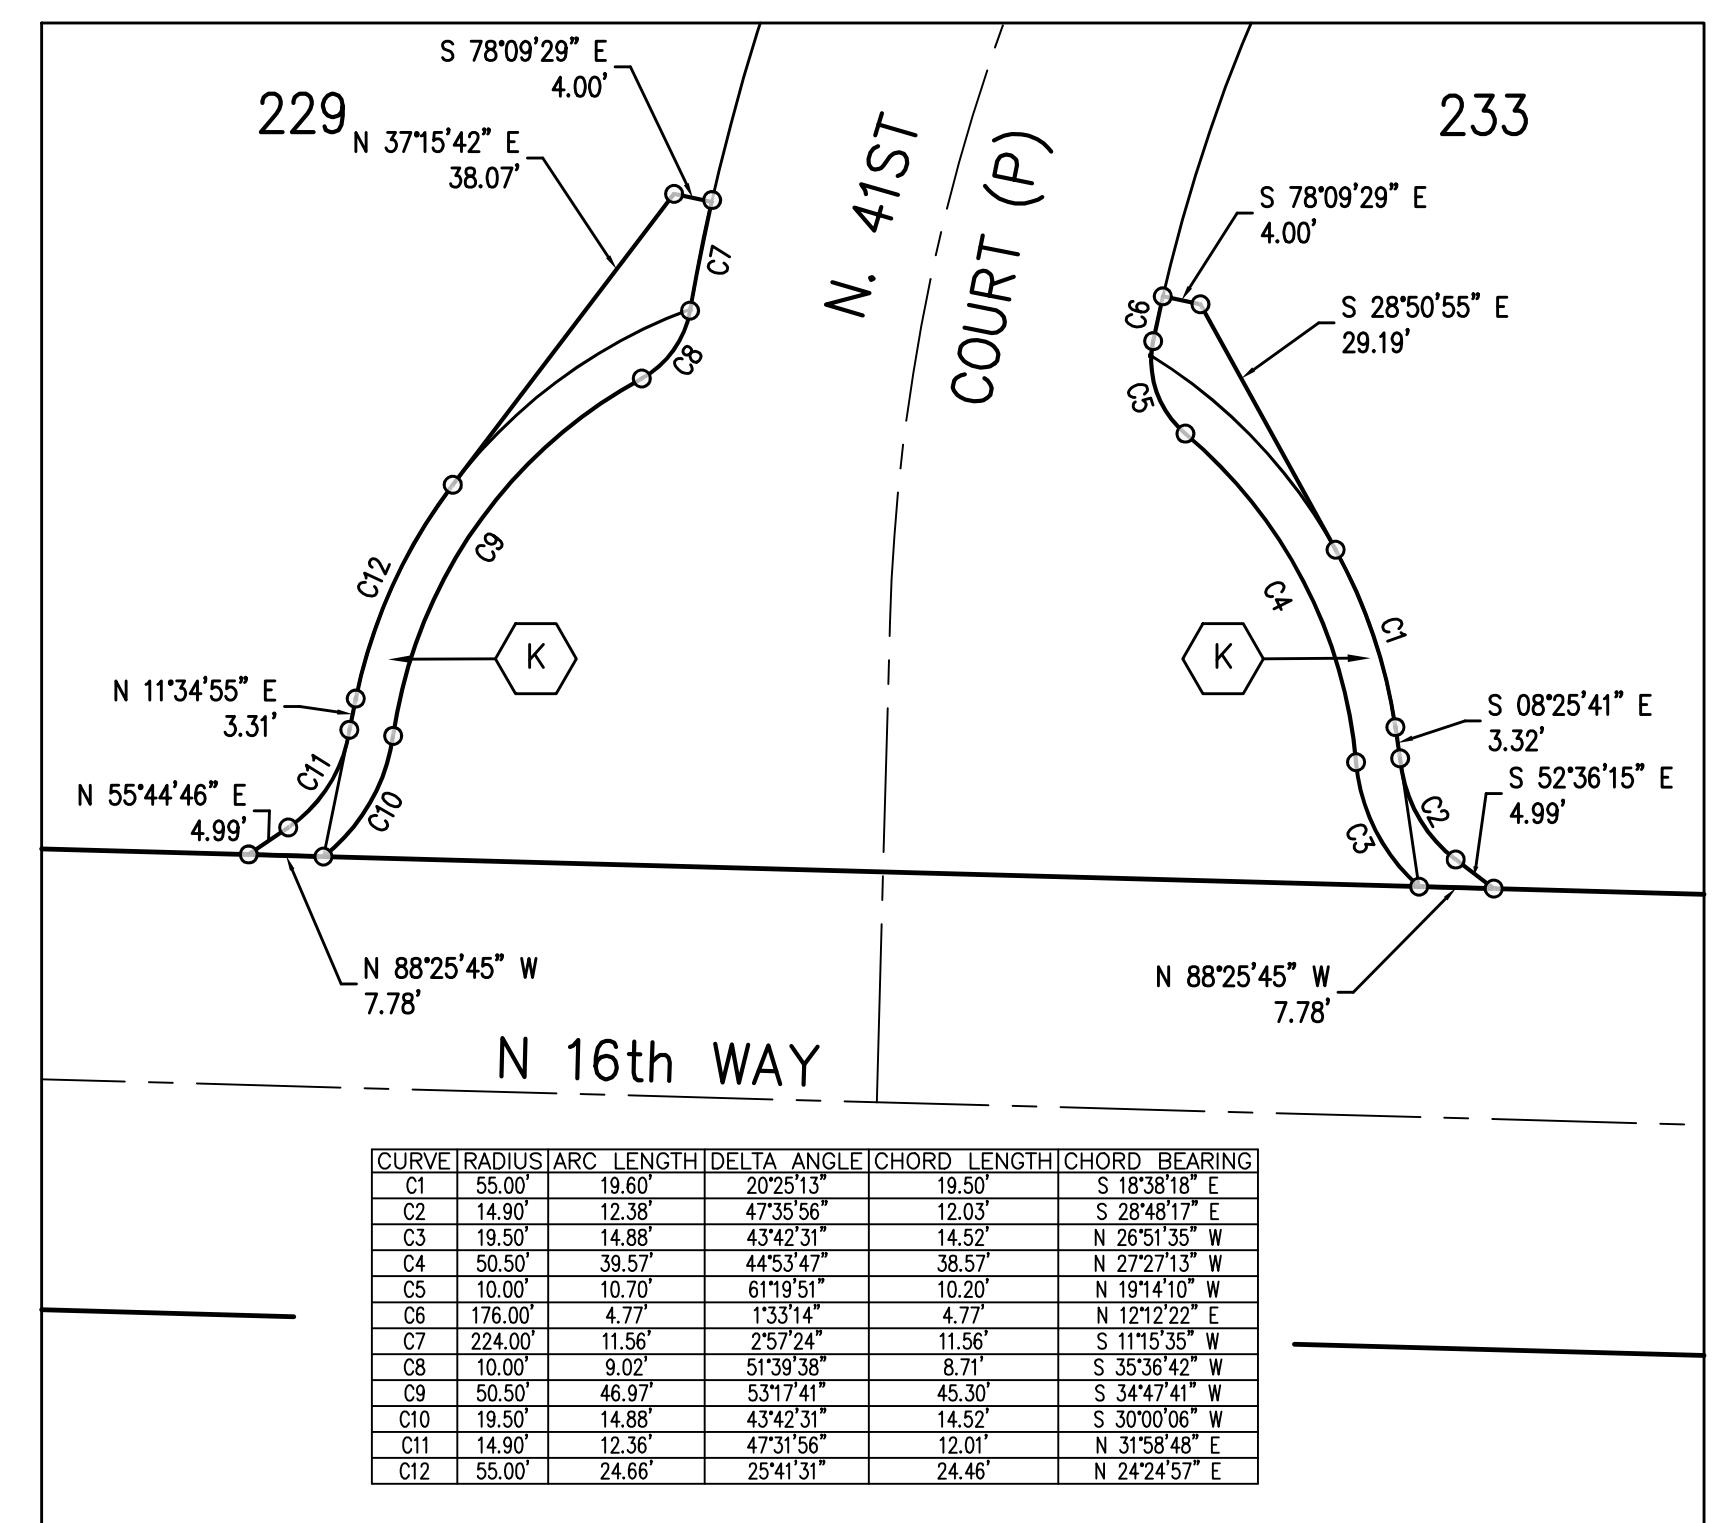 S 78°09'29" E
4.00'
229
N 37°15'42" E
38.07'
233
N. 41ST
COURT (P)
S 78°09'29" E
4.00'
S 28°50'55" E
29.19'
C7
C8
C6
C5
C9
C12
C4
C1
K
K
N 11°34'55" E
3.31'
S 08°25'41" E
3.32'
C11
C10
N 55°44'46" E
4.99'
C2
C3
S 52°36'15" E
4.99'
N 88°25'45" W
7.78'
N 88°25'45" W
7.78'
N 16th WAY
CURVE RADIUS ARC LENGTH DELTA ANGLE CHORD LENGTH CHORD BEARING
C1 55.00' 19.60' 20°25'13" 19.50' S 18°38'18" E
C2 14.90' 12.38' 47°35'56" 12.03' S 28°48'17" E
C3 19.50' 14.88' 43°42'31" 14.52' N 26°51'35" W
C4 50.50' 39.57' 44°53'47" 38.57' N 27°27'13" W
C5 10.00' 10.70' 61°19'51" 10.20' N 19°14'10" W
C6 176.00' 4.77' 1°33'14" 4.77' N 12°12'22" E
C7 224.00' 11.56' 2°57'24" 11.56' S 11°15'35" W
C8 10.00' 9.02' 51°39'38" 8.71' S 35°36'42" W
C9 50.50' 46.97' 53°17'41" 45.30' S 34°47'41" W
C10 19.50' 14.88' 43°42'31" 14.52' S 30°00'06" W
C11 14.90' 12.36' 47°31'56" 12.01' N 31°58'48" E
C12 55.00' 24.66' 25°41'31" 24.46' N 24°24'57" E